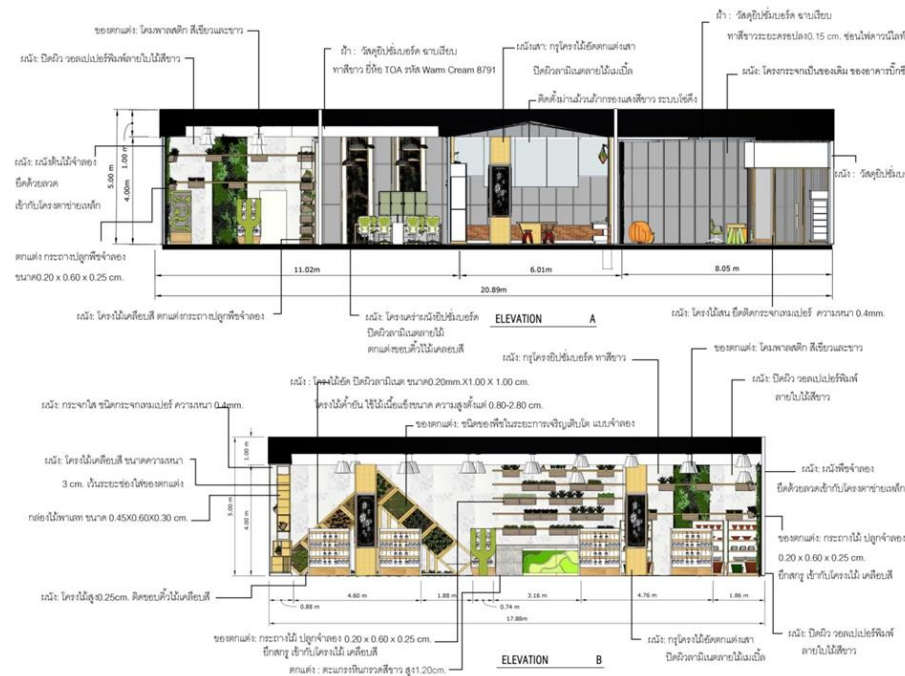 ของตกแต่ง: โคมพลาสติก สีเขียวและขาว
ผนัง: ปิดผิว วอลเปเปอร์พิมพ์ลายใบไม้สีขาว
ฝ้า : วัสดุยิปซั่มบอร์ด ฉาบเรียบ
ทาสีขาว ยี่ห้อ TOA รหัส Warm Cream 8791
ผนังเสา: กรุโครงไม้อัดตกแต่งเสา
ปิดผิวลามิเนตลายไม้เมเปิ้ล
ติดตั้งม่านม้วนผ้ากรองแสงสีขาว ระบบโซ่ดึง
ฝ้า : วัสดุยิปซั่มบอร์ด ฉาบเรียบ
ทาสีขาวระยะดรอปลง0.15 cm. ซ่อนไฟดาวน์ไลท์
ผนัง: โครงกระจกเป็นของเดิม ของอาคารบิ๊กซี
5.00 m
1.00 m
4.00m
ผนัง: ผนังต้นไม้จำลอง
ยึดด้วยลวด
เข้ากับโครงตาข่ายเหล็ก
ผนัง : วัสดุยิปซั่มบ
ตกแต่ง กระถางปลูกพืชจำลอง
ขนาด0.20 x 0.60 x 0.25 cm.
11.02m
6.01m
8.05 m
20.89m
ผนัง: โครงไม้เคลือบสี ตกแต่งกระถางปลูกพืชจำลอง
ผนัง: โครงเคร่าผนังยิปซั่มบอร์ด
ปิดผิวลามิเนตลายไม้
ตกแต่งขอบคิ้วไม้เคลือบสี
ELEVATION A
ผนัง: โครงไม้สน ยึดติดกระจกเทมเปอร์ ความหนา 0.4mm.
ผนัง: กรุโครงยิปซั่มบอร์ด ทาสีขาว
ของตกแต่ง: โคมพลาสติก สีเขียวและขาว
ผนัง : โครงไม้อัด ปิดผิวลามิเนต ขนาด0.20mm.X1.00 X 1.00 cm.
โครงไม้ค้ำยัน ใช้ไม้เนื้อแข็งขนาด ความสูงตั้งแต่ 0.80-2.80 cm.
ผนัง: ปิดผิว วอลเปเปอร์พิมพ์
ลายใบไม้สีขาว
ผนัง: กระจกใส ชนิดกระจกเทมเปอร์ ความหนา 0.4mm.
ของตกแต่ง: ชนิดของพืชในระยะการเจริญเติบโต แบบจำลอง
1.00 m
5.00 m
4.00 m
ผนัง: โครงไม้เคลือบสี ขนาดความหนา
3 cm. เว้นระยะช่องใส่ของตกแต่ง
ผนัง: ผนังพืชจำลอง
ยึดด้วยลวดเข้ากับโครงตาข่ายเหล็ก
กล่องไม้พาเลท ขนาด 0.45X0.60X0.30 cm.
ของตกแต่ง: กระถางไม้ ปลูกจำลอง
0.20 x 0.60 x 0.25 cm.
ยึกสกรู เข้ากับโครงไม้ เคลือบสี
ผนัง: โครงไม้สูง0.25cm. ติดขอบคิ้วไม้เคลือบสี
4.60 m
1.88 m
3.16 m
4.76 m
1.86 m
0.88 m
0.74 m
17.88m
ของตกแต่ง: กระถางไม้ ปลูกจำลอง 0.20 x 0.60 x 0.25 cm.
ยึกสกรู เข้ากับโครงไม้ เคลือบสี
ตกแต่ง : ตะแกรงหินกรวดสีขาว สูง1.20cm.
ELEVATION B
ผนัง: กรุโครงไม้อัดตกแต่งเสา
ปิดผิวลามิเนตลายไม้เมเปิ้ล
ผนัง: ปิดผิว วอลเปเปอร์พิมพ์
ลายใบไม้สีขาว